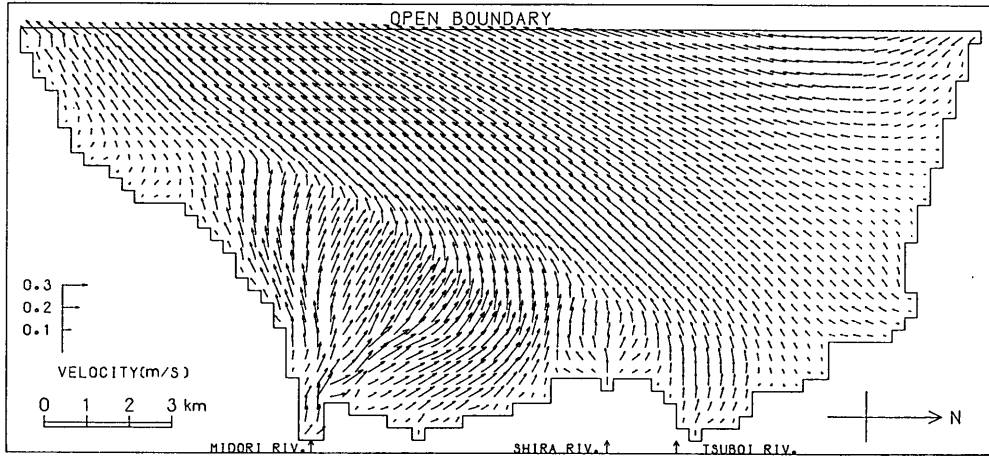 OPEN BOUNDARY
0.3
0.2
0.1
VELOCITY(m/S)
0 1 2 3 km
N
MIDORI RIV. SHIRA RIV. TSUBOI RIV.